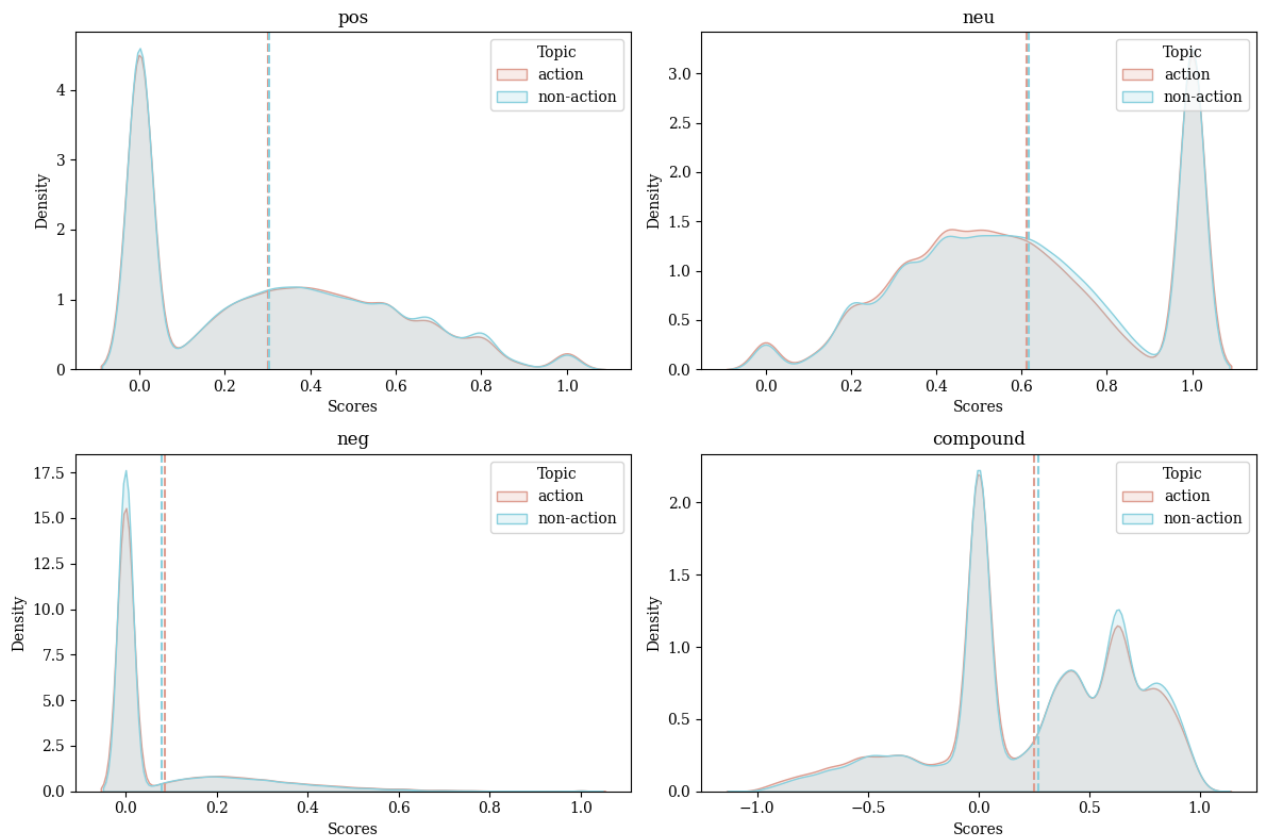 pos
Density
4
3
2
1
0
0.0 0.2 0.4 0.6 0.8 1.0
Scores
Topic
action
non-action
neu
Density
3.0
2.5
2.0
1.5
1.0
0.5
0.0
0.0 0.2 0.4 0.6 0.8 1.0
Scores
Topic
action
non-action
neg
Density
17.5
15.0
12.5
10.0
7.5
5.0
2.5
0.0
0.0 0.2 0.4 0.6 0.8 1.0
Scores
Topic
action
non-action
compound
Density
2.0
1.5
1.0
0.5
0.0
−1.0 −0.5 0.0 0.5 1.0
Scores
Topic
action
non-action